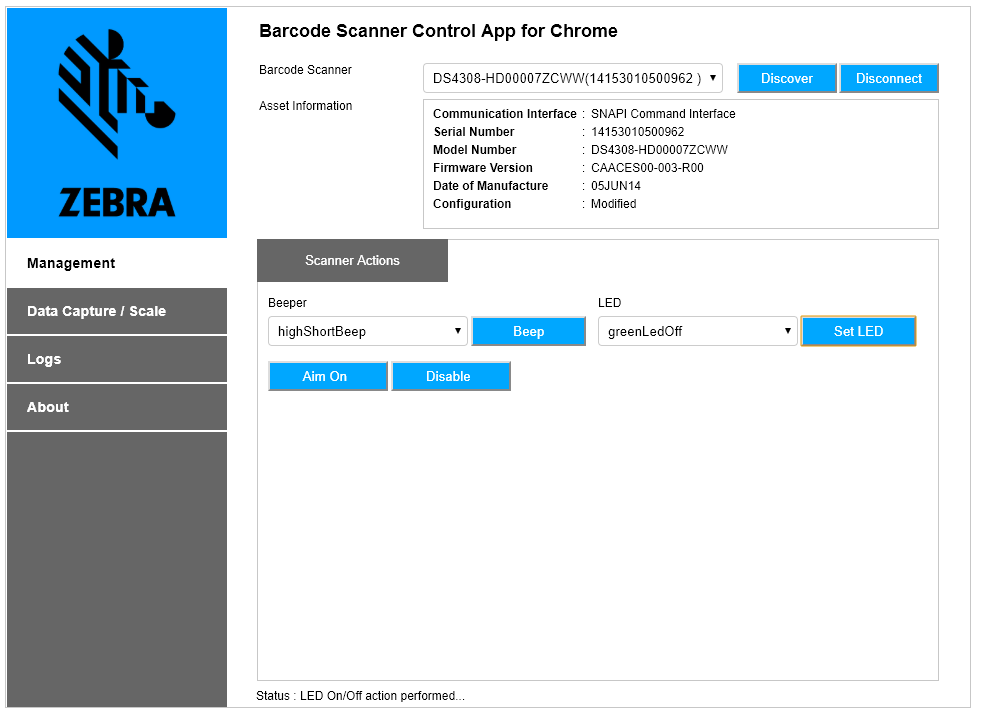 ZEBRA
Management
Data Capture / Scale
Logs
About
Barcode Scanner Control App for Chrome
Barcode Scanner
DS4308-HD00007ZCWW(14153010500962 )
Discover
Disconnect
Asset Information
Communication Interface : SNAPI Command Interface
Serial Number : 14153010500962
Model Number : DS4308-HD00007ZCWW
Firmware Version : CAACES00-003-R00
Date of Manufacture : 05JUN14
Configuration : Modified
Scanner Actions
Beeper
highShortBeep
Beep
LED
greenLedOff
Set LED
Aim On
Disable
Status : LED On/Off action performed...